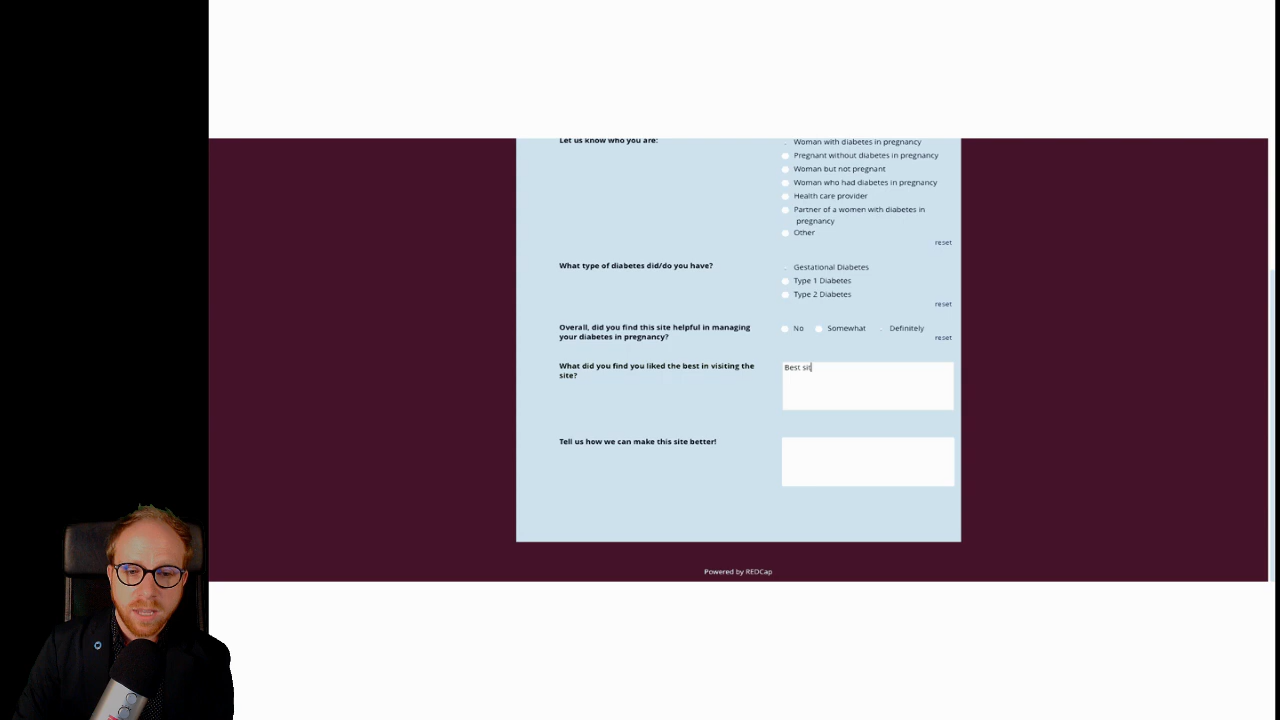 Let us know who you are:
Woman with diabetes in pregnancy
Pregnant without diabetes in pregnancy
Woman but not pregnant
Woman who had diabetes in pregnancy
Health care provider
Partner of a women with diabetes in
pregnancy
Other
reset
What type of diabetes did/do you have?
Gestational Diabetes
Type 1 Diabetes
Type 2 Diabetes
reset
Overall, did you find this site helpful in managing
your diabetes in pregnancy?
No Somewhat Definitely
reset
What did you find you liked the best in visiting the
site?
Best sit
Tell us how we can make this site better!
Powered by REDCap